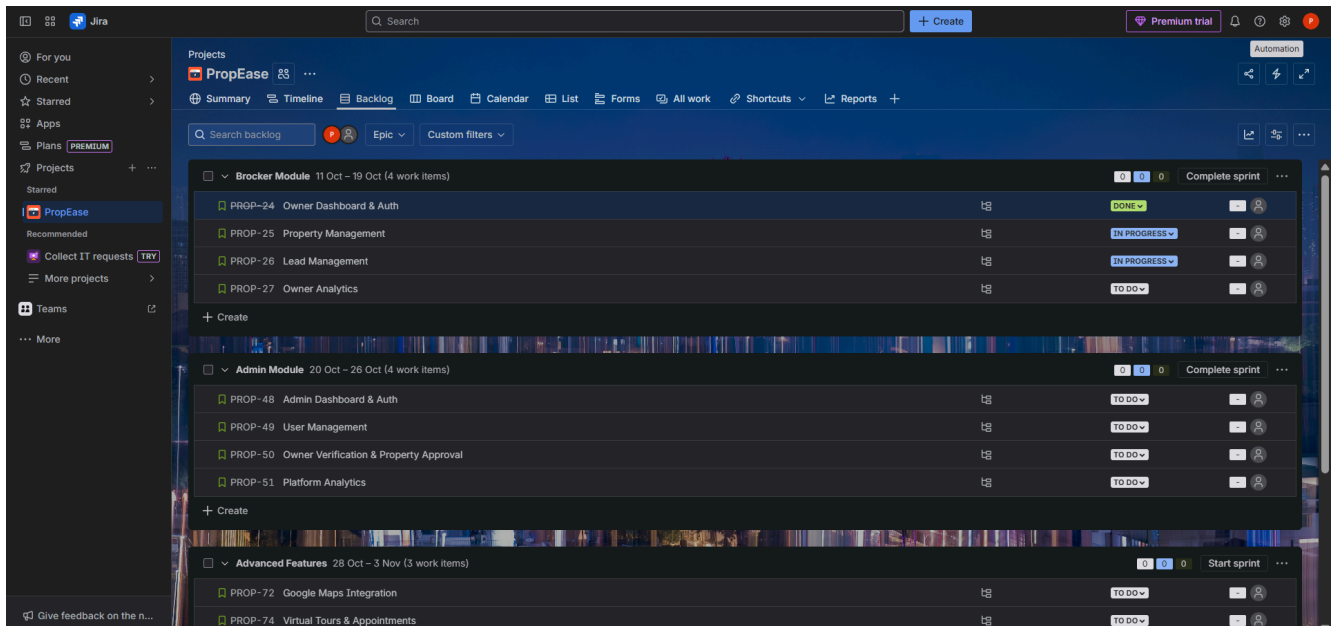 Jira
Search
+ Create
Premium trial
P
For you
Recent
Starred
Apps
Plans PREMIUM
Projects
Starred
PropEase
Recommended
Collect IT requests TRY
More projects
Teams
More
Give feedback on the n...
Projects
PropEase
Automation
Summary Timeline Backlog Board Calendar List Forms All work Shortcuts Reports
Search backlog P Epic Custom filters
Brocker Module 11 Oct – 19 Oct (4 work items) 0 0 0 Complete sprint
PROP-24 Owner Dashboard & Auth DONE -
PROP-25 Property Management IN PROGRESS -
PROP-26 Lead Management IN PROGRESS -
PROP-27 Owner Analytics TO DO -
+ Create
Admin Module 20 Oct – 26 Oct (4 work items) 0 0 0 Complete sprint
PROP-48 Admin Dashboard & Auth TO DO -
PROP-49 User Management TO DO -
PROP-50 Owner Verification & Property Approval TO DO -
PROP-51 Platform Analytics TO DO -
+ Create
Advanced Features 28 Oct – 3 Nov (3 work items) 0 0 0 Start sprint
PROP-72 Google Maps Integration TO DO -
PROP-74 Virtual Tours & Appointments TO DO -